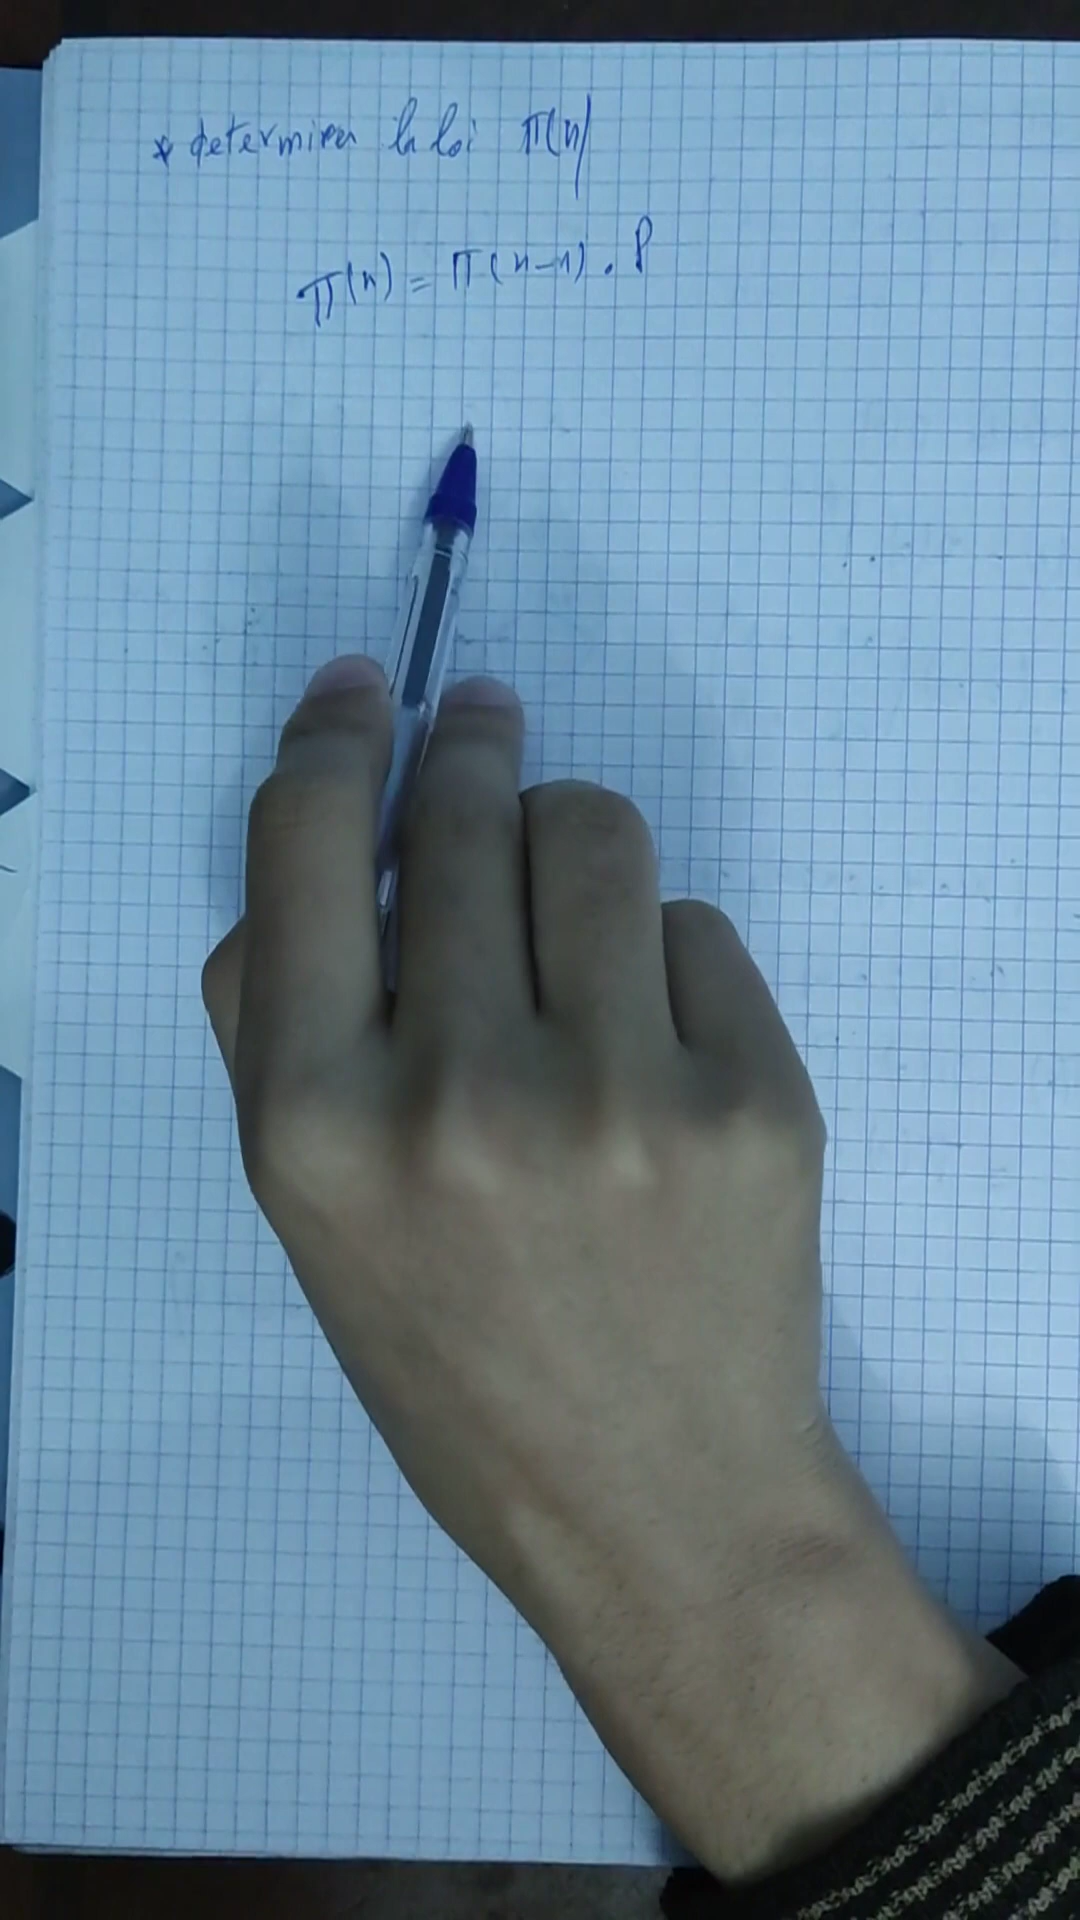 * determiner la loi π(n)
π(n) = π(n-1) . P